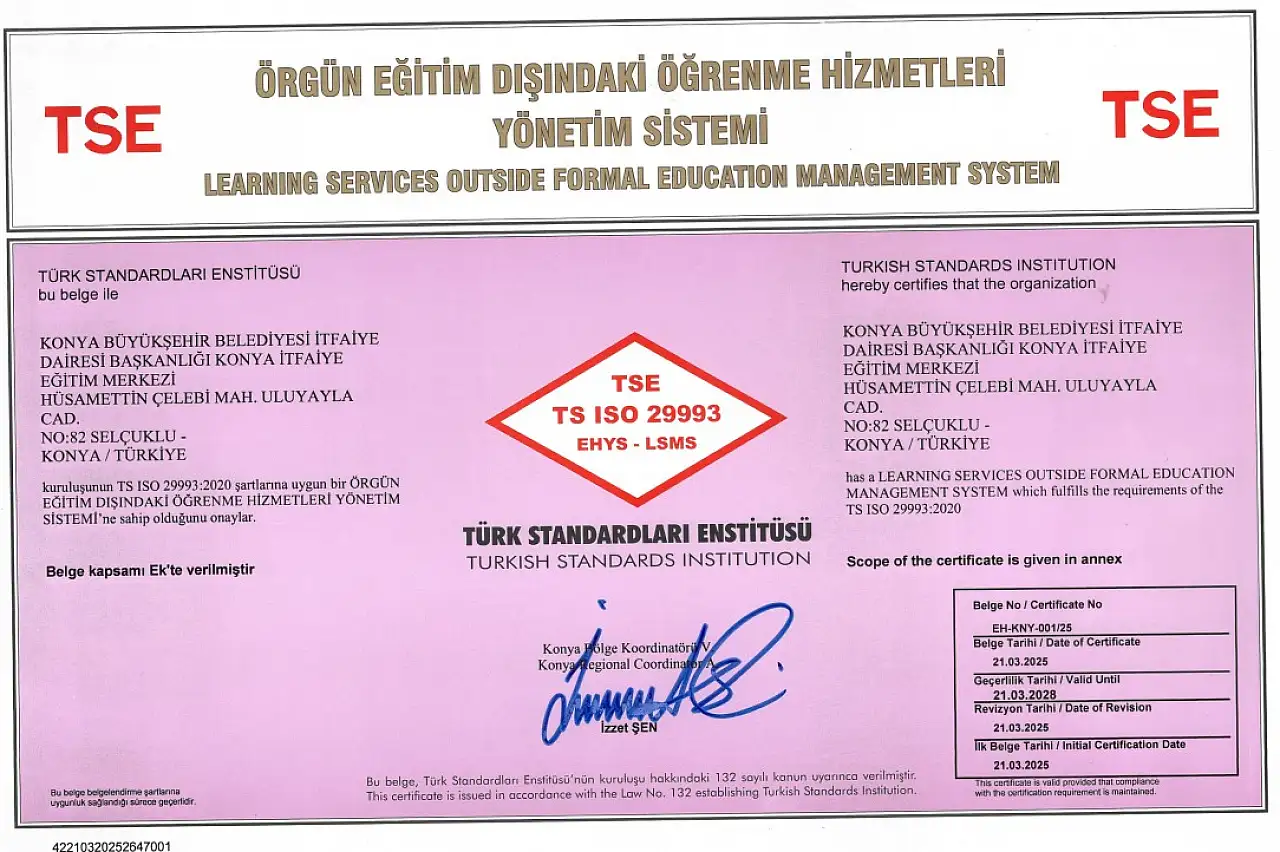 TSE
ÖRGÜN EĞİTİM DIŞINDAKİ ÖĞRENME HİZMETLERİ
YÖNETİM SİSTEMİ
LEARNING SERVICES OUTSIDE FORMAL EDUCATION MANAGEMENT SYSTEM
TSE
TÜRK STANDARDLARI ENSTİTÜSÜ
bu belge ile
KONYA BÜYÜKŞEHİR BELEDİYESİ İTFAİYE
DAİRESİ BAŞKANLIĞI KONYA İTFAİYE
EĞİTİM MERKEZİ
HÜSAMETTİN ÇELEBİ MAH. ULUYAYLA
CAD.
NO:82 SELÇUKLU -
KONYA / TÜRKİYE
kuruluşunun TS ISO 29993:2020 şartlarına uygun bir ÖRGÜN
EĞİTİM DIŞINDAKİ ÖĞRENME HİZMETLERİ YÖNETİM
SİSTEMİ'ne sahip olduğunu onaylar.
Belge kapsamı Ek'te verilmiştir
TSE
TS ISO 29993
EHYS - LSMS
TÜRK STANDARDLARI ENSTİTÜSÜ
TURKISH STANDARDS INSTITUTION
Konya Bölge Koordinatörü V.
Konya Regional Coordinator A.
İzzet ŞEN
TURKISH STANDARDS INSTITUTION
hereby certifies that the organization
KONYA BÜYÜKŞEHİR BELEDİYESİ İTFAİYE
DAİRESİ BAŞKANLIĞI KONYA İTFAİYE
EĞİTİM MERKEZİ
HÜSAMETTİN ÇELEBİ MAH. ULUYAYLA
CAD.
NO:82 SELÇUKLU -
KONYA / TÜRKİYE
has a LEARNING SERVICES OUTSIDE FORMAL EDUCATION
MANAGEMENT SYSTEM which fulfills the requirements of the
TS ISO 29993:2020
Scope of the certificate is given in annex
Belge No / Certificate No
EH-KNY-001/25
Belge Tarihi / Date of Certificate
21.03.2025
Geçerlilik Tarihi / Valid Until
21.03.2028
Revizyon Tarihi / Date of Revision
21.03.2025
İlk Belge Tarihi / Initial Certification Date
21.03.2025
Bu belge belgelendirme şartlarına
uygunluk sağlandığı sürece geçerlidir.
Bu belge, Türk Standardları Enstitüsü'nün kuruluşu hakkındaki 132 sayılı kanun uyarınca verilmiştir.
This certificate is issued in accordance with the Law No. 132 establishing Turkish Standards Institution.
This certificate is valid provided that compliance
with the certification requirement is maintained.
42210320252647001